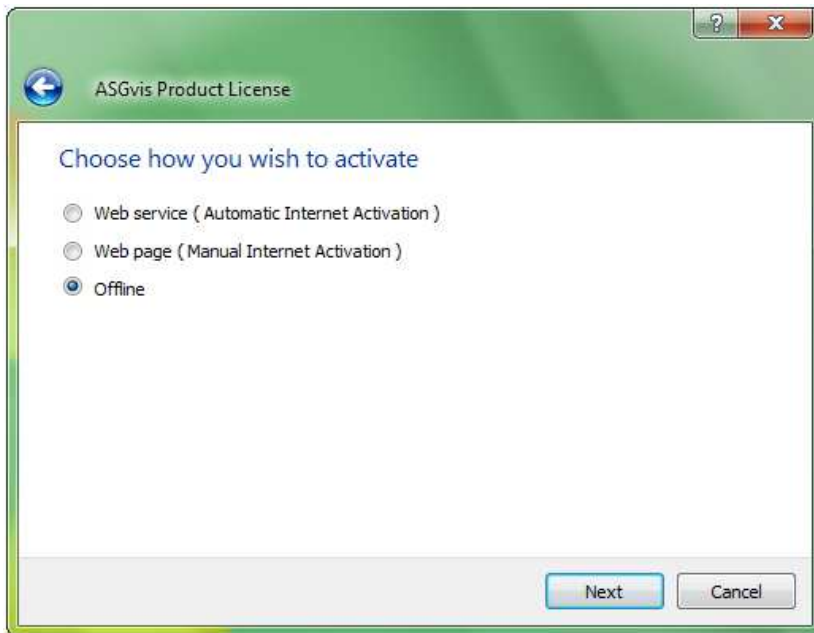 ?
X
ASGvis Product License
Choose how you wish to activate
Web service ( Automatic Internet Activation )
Web page ( Manual Internet Activation )
Offline
Next
Cancel